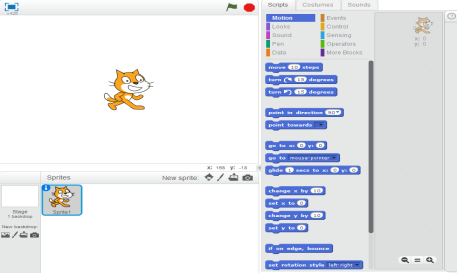 Scripts Costumes Sounds
Motion Events
Looks Control
Sound Sensing
Pen Operators
Data More Blocks
move 10 steps
turn 15 degrees
turn 15 degrees
point in direction 90
point towards
go to x: 0 y: 0
go to mouse-pointer
glide 1 secs to x: 0 y: 0
change x by 10
set x to 0
change y by 10
set y to 0
if on edge, bounce
set rotation style left-right
x: 0
y: 0
x: 168 y: -18
Sprites New sprite:
Sprite1
Stage
1 backdrop
New backdrop: